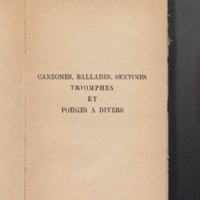 CANZONES, BALLADES, SEXTINES
TRIOMPHES
ET
POÉSIES A DIVERS